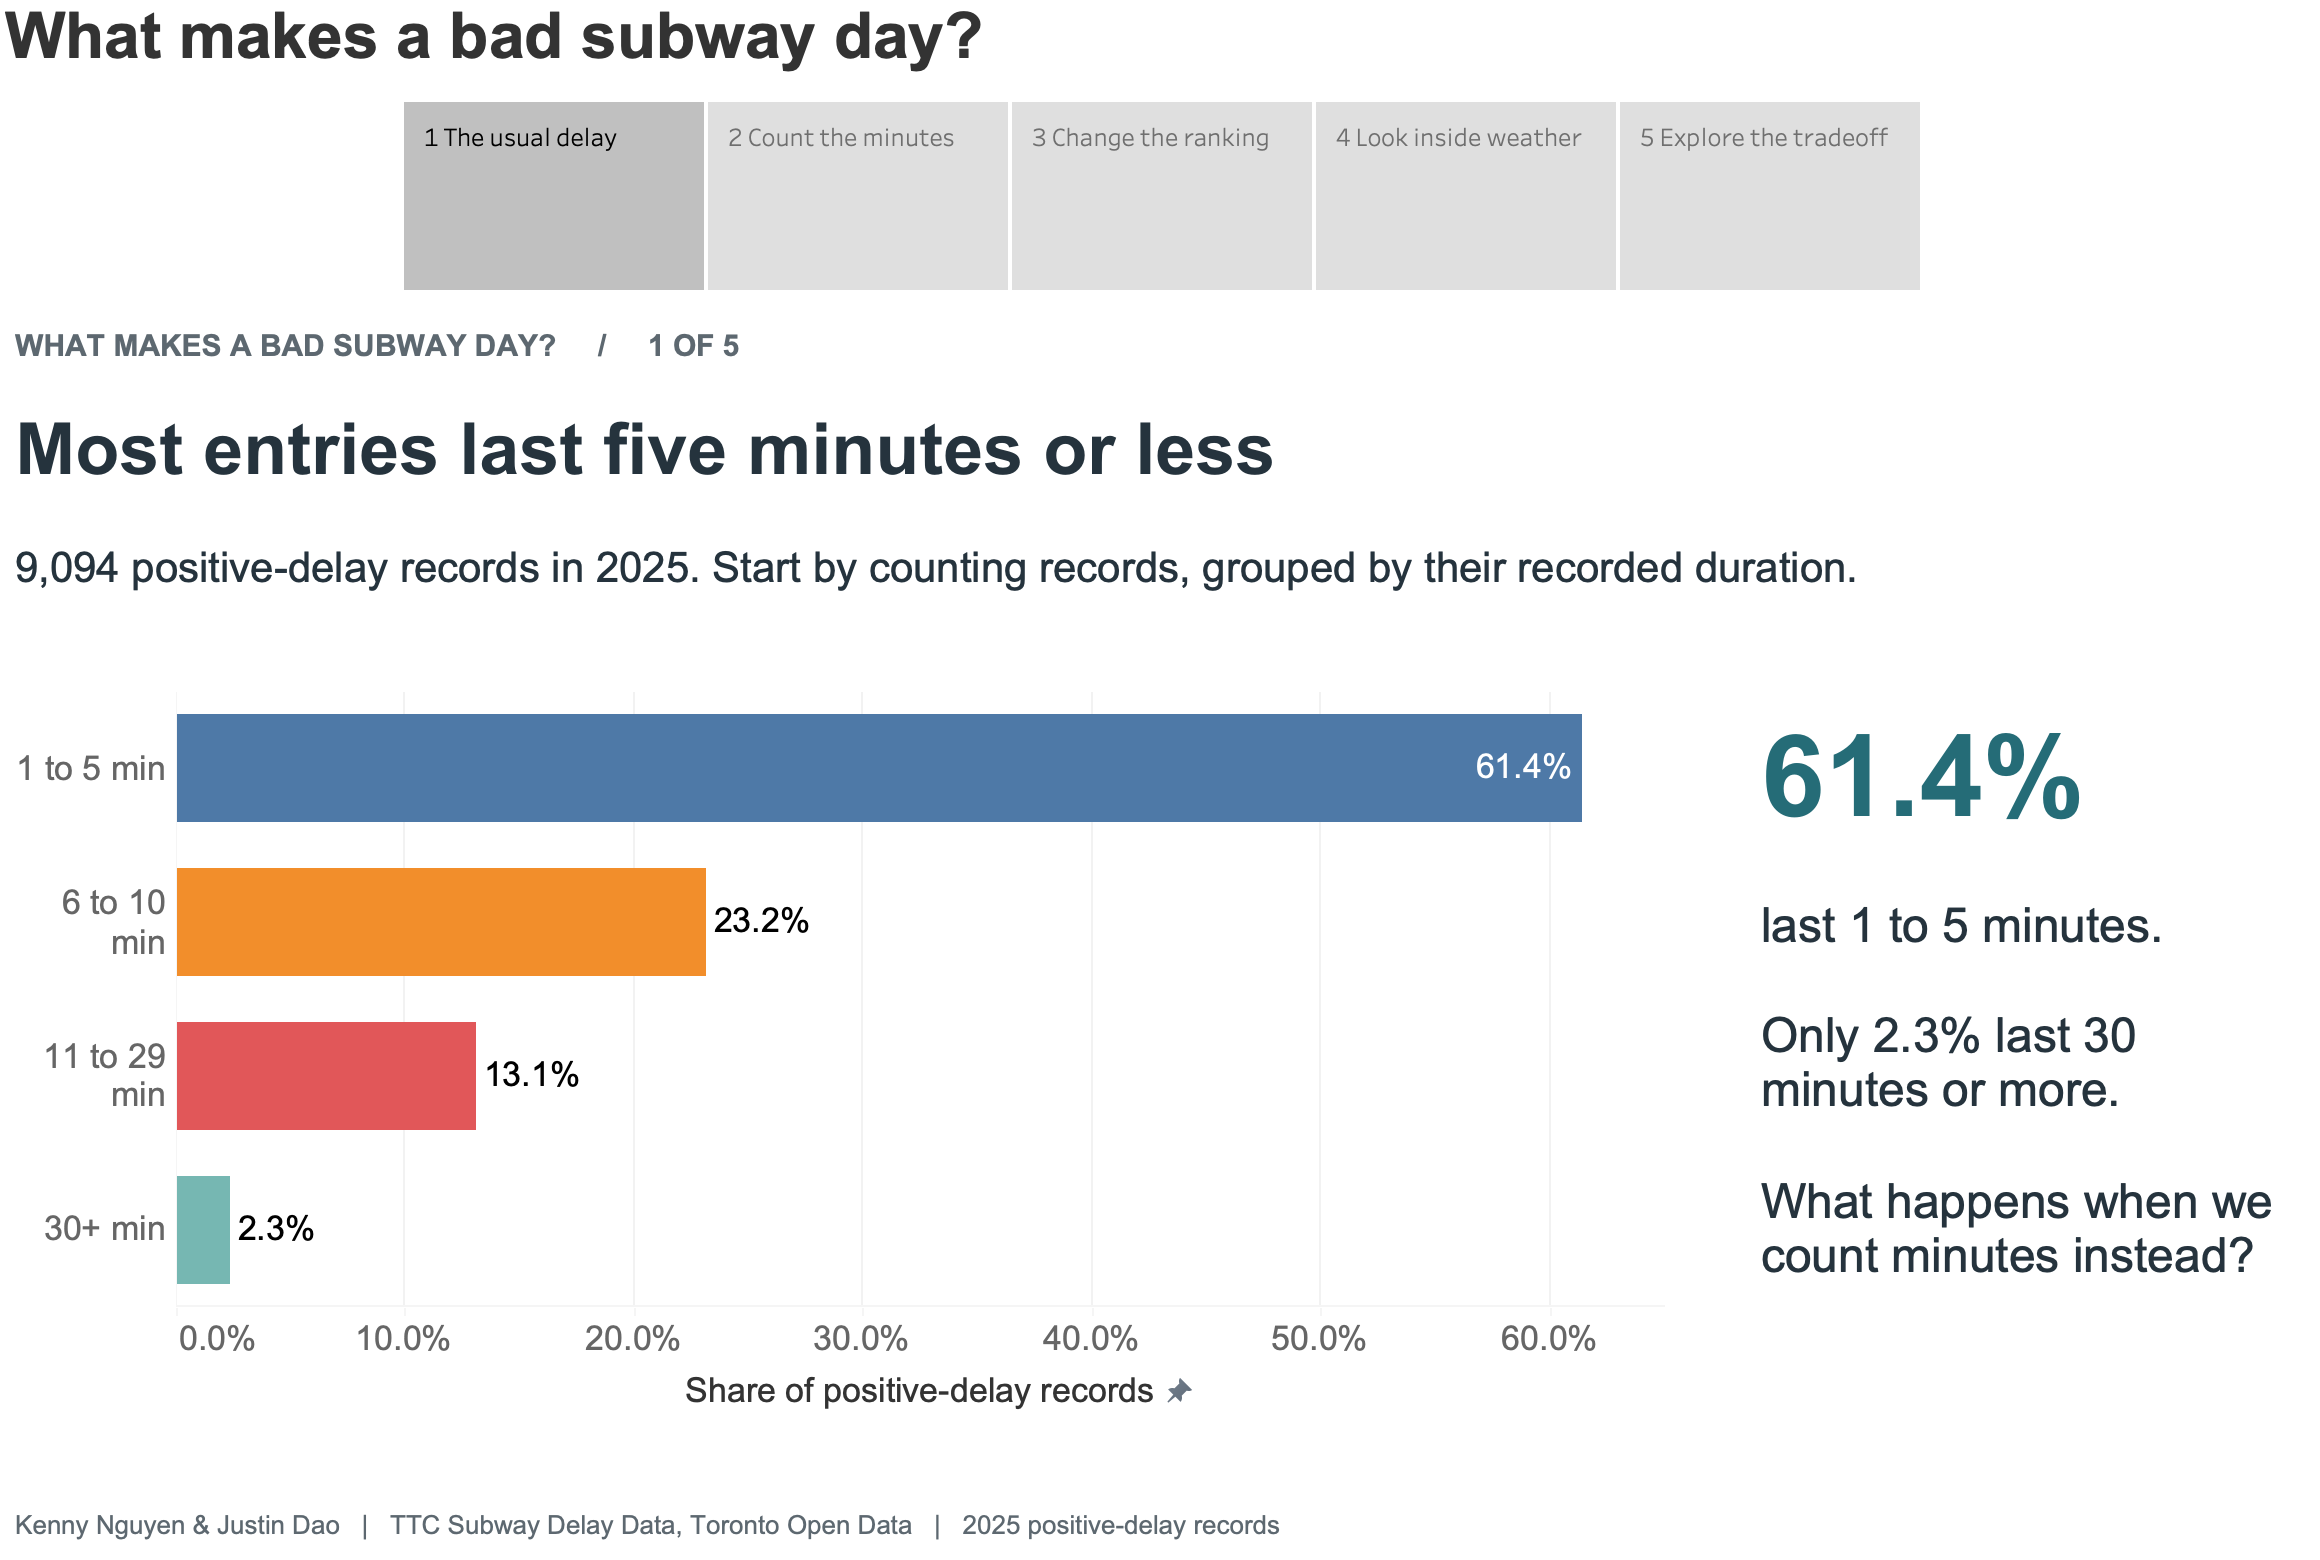 What makes a bad subway day?
1 The usual delay
2 Count the minutes
3 Change the ranking
4 Look inside weather
5 Explore the tradeoff
WHAT MAKES A BAD SUBWAY DAY? / 1 OF 5
Most entries last five minutes or less
9,094 positive-delay records in 2025. Start by counting records, grouped by their recorded duration.
1 to 5 min
61.4%
6 to 10
min
23.2%
11 to 29
min
13.1%
30+ min
2.3%
0.0% 10.0% 20.0% 30.0% 40.0% 50.0% 60.0%
Share of positive-delay records
61.4%
last 1 to 5 minutes.
Only 2.3% last 30
minutes or more.
What happens when we
count minutes instead?
Kenny Nguyen & Justin Dao | TTC Subway Delay Data, Toronto Open Data | 2025 positive-delay records